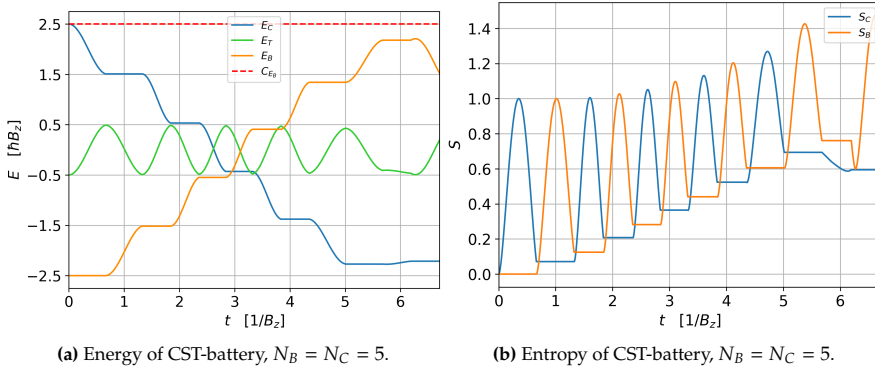 2.5
1.5
0.5
−0.5
−1.5
−2.5
E [ħB_z]
E_C
E_T
E_B
C_{E_B}
0 1 2 3 4 5 6
t [1/B_z]
(a) Energy of CST-battery, N_B = N_C = 5.
1.4
1.2
1.0
0.8
0.6
0.4
0.2
0.0
S
S_C
S_B
0 1 2 3 4 5 6
t [1/B_z]
(b) Entropy of CST-battery, N_B = N_C = 5.